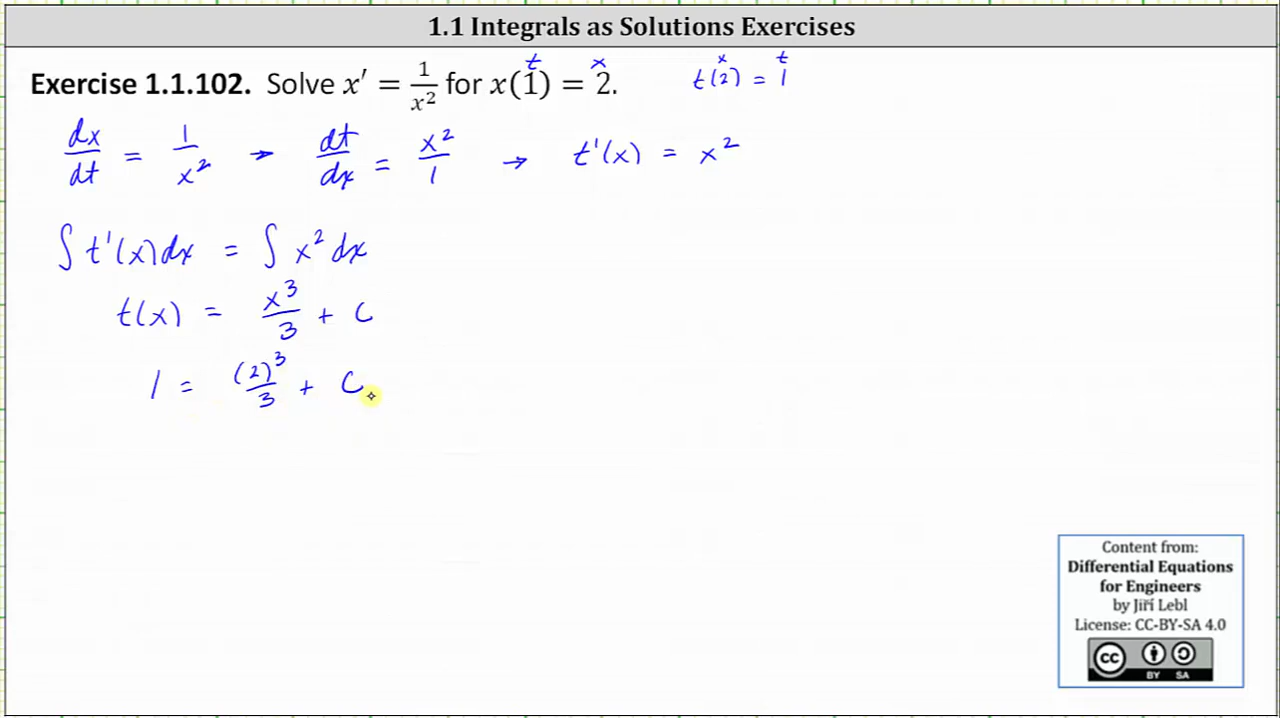 1.1 Integrals as Solutions Exercises
Exercise 1.1.102. Solve x′ = 1/x² for x(1) = 2.
t x
x t
t(2) = 1
dx/dt = 1/x² → dt/dx = x²/1 → t'(x) = x²
∫ t'(x) dx = ∫ x² dx
t(x) = x³/3 + C
1 = (2)³/3 + C
Content from:
Differential Equations
for Engineers
by Jiří Lebl
License: CC-BY-SA 4.0
cc
BY SA